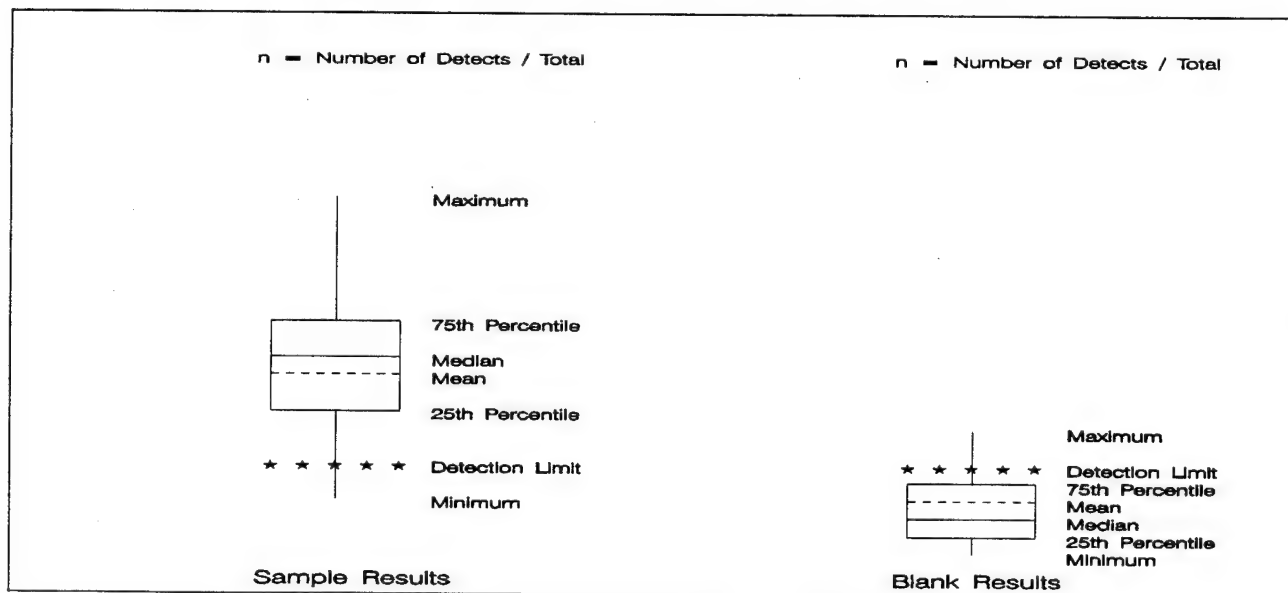 n = Number of Detects / Total
Maximum
75th Percentile
Median
Mean
25th Percentile
★ ★ ★ ★ ★ Detection Limit
Minimum
Sample Results
n = Number of Detects / Total
Maximum
★ ★ ★ ★ ★ Detection Limit
75th Percentile
Mean
Median
25th Percentile
Minimum
Blank Results